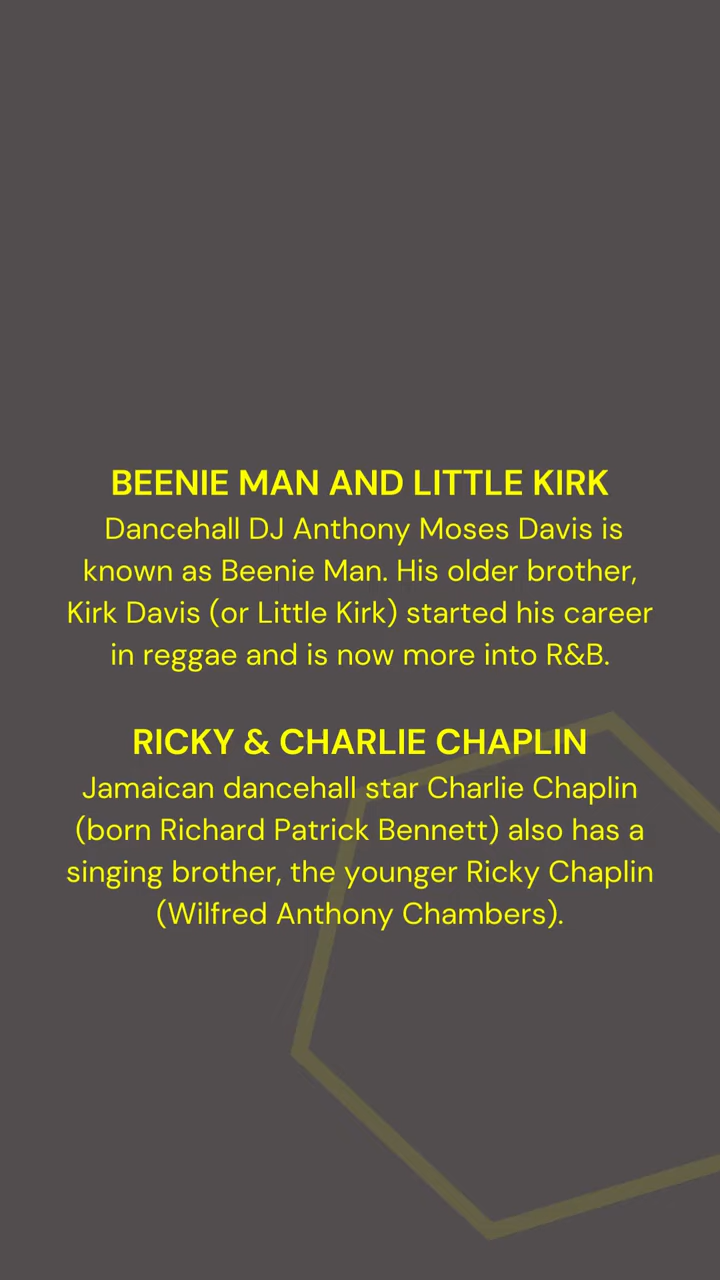 BEENIE MAN AND LITTLE KIRK
Dancehall DJ Anthony Moses Davis is
known as Beenie Man. His older brother,
Kirk Davis (or Little Kirk) started his career
in reggae and is now more into R&B.
RICKY & CHARLIE CHAPLIN
Jamaican dancehall star Charlie Chaplin
(born Richard Patrick Bennett) also has a
singing brother, the younger Ricky Chaplin
(Wilfred Anthony Chambers).